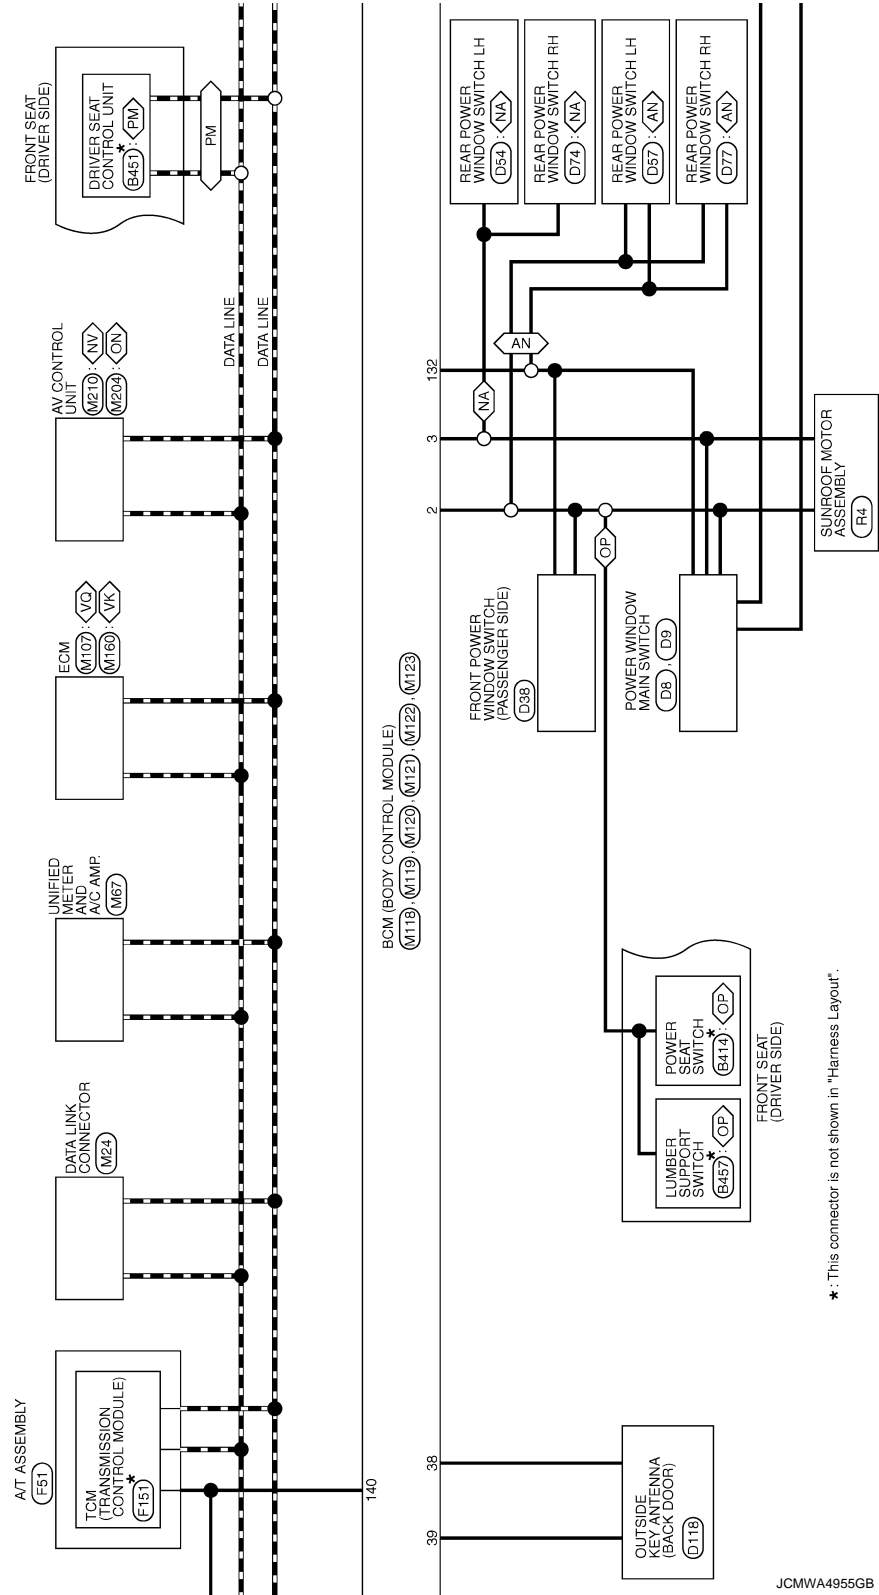 A/T ASSEMBLY
F51
TCM
(TRANSMISSION
CONTROL MODULE)
*
F151
DATA LINK
CONNECTOR
M24
UNIFIED
METER
AND
A/C AMP.
M67
ECM
M107 : VQ
M160 : VK
AV CONTROL
UNIT
M210 : NV
M204 : ON
FRONT SEAT
(DRIVER SIDE)
DRIVER SEAT
CONTROL UNIT
*
B451 : PM
PM
DATA LINE
DATA LINE
140
BCM (BODY CONTROL MODULE)
M118 , M119 , M120 , M121 , M122 , M123
39
38
2
3
132
OUTSIDE
KEY ANTENNA
(BACK DOOR)
D118
LUMBER
SUPPORT
SWITCH
*
B457 : OP
POWER
SEAT
SWITCH
*
B414 : OP
FRONT SEAT
(DRIVER SIDE)
FRONT POWER
WINDOW SWITCH
(PASSENGER SIDE)
D38
POWER WINDOW
MAIN SWITCH
D8 , D9
OP
NA
AN
SUNROOF MOTOR
ASSEMBLY
R4
REAR POWER
WINDOW SWITCH LH
D54 : NA
REAR POWER
WINDOW SWITCH RH
D74 : NA
REAR POWER
WINDOW SWITCH LH
D57 : AN
REAR POWER
WINDOW SWITCH RH
D77 : AN
* : This connector is not shown in "Harness Layout".
JCMWA4955GB